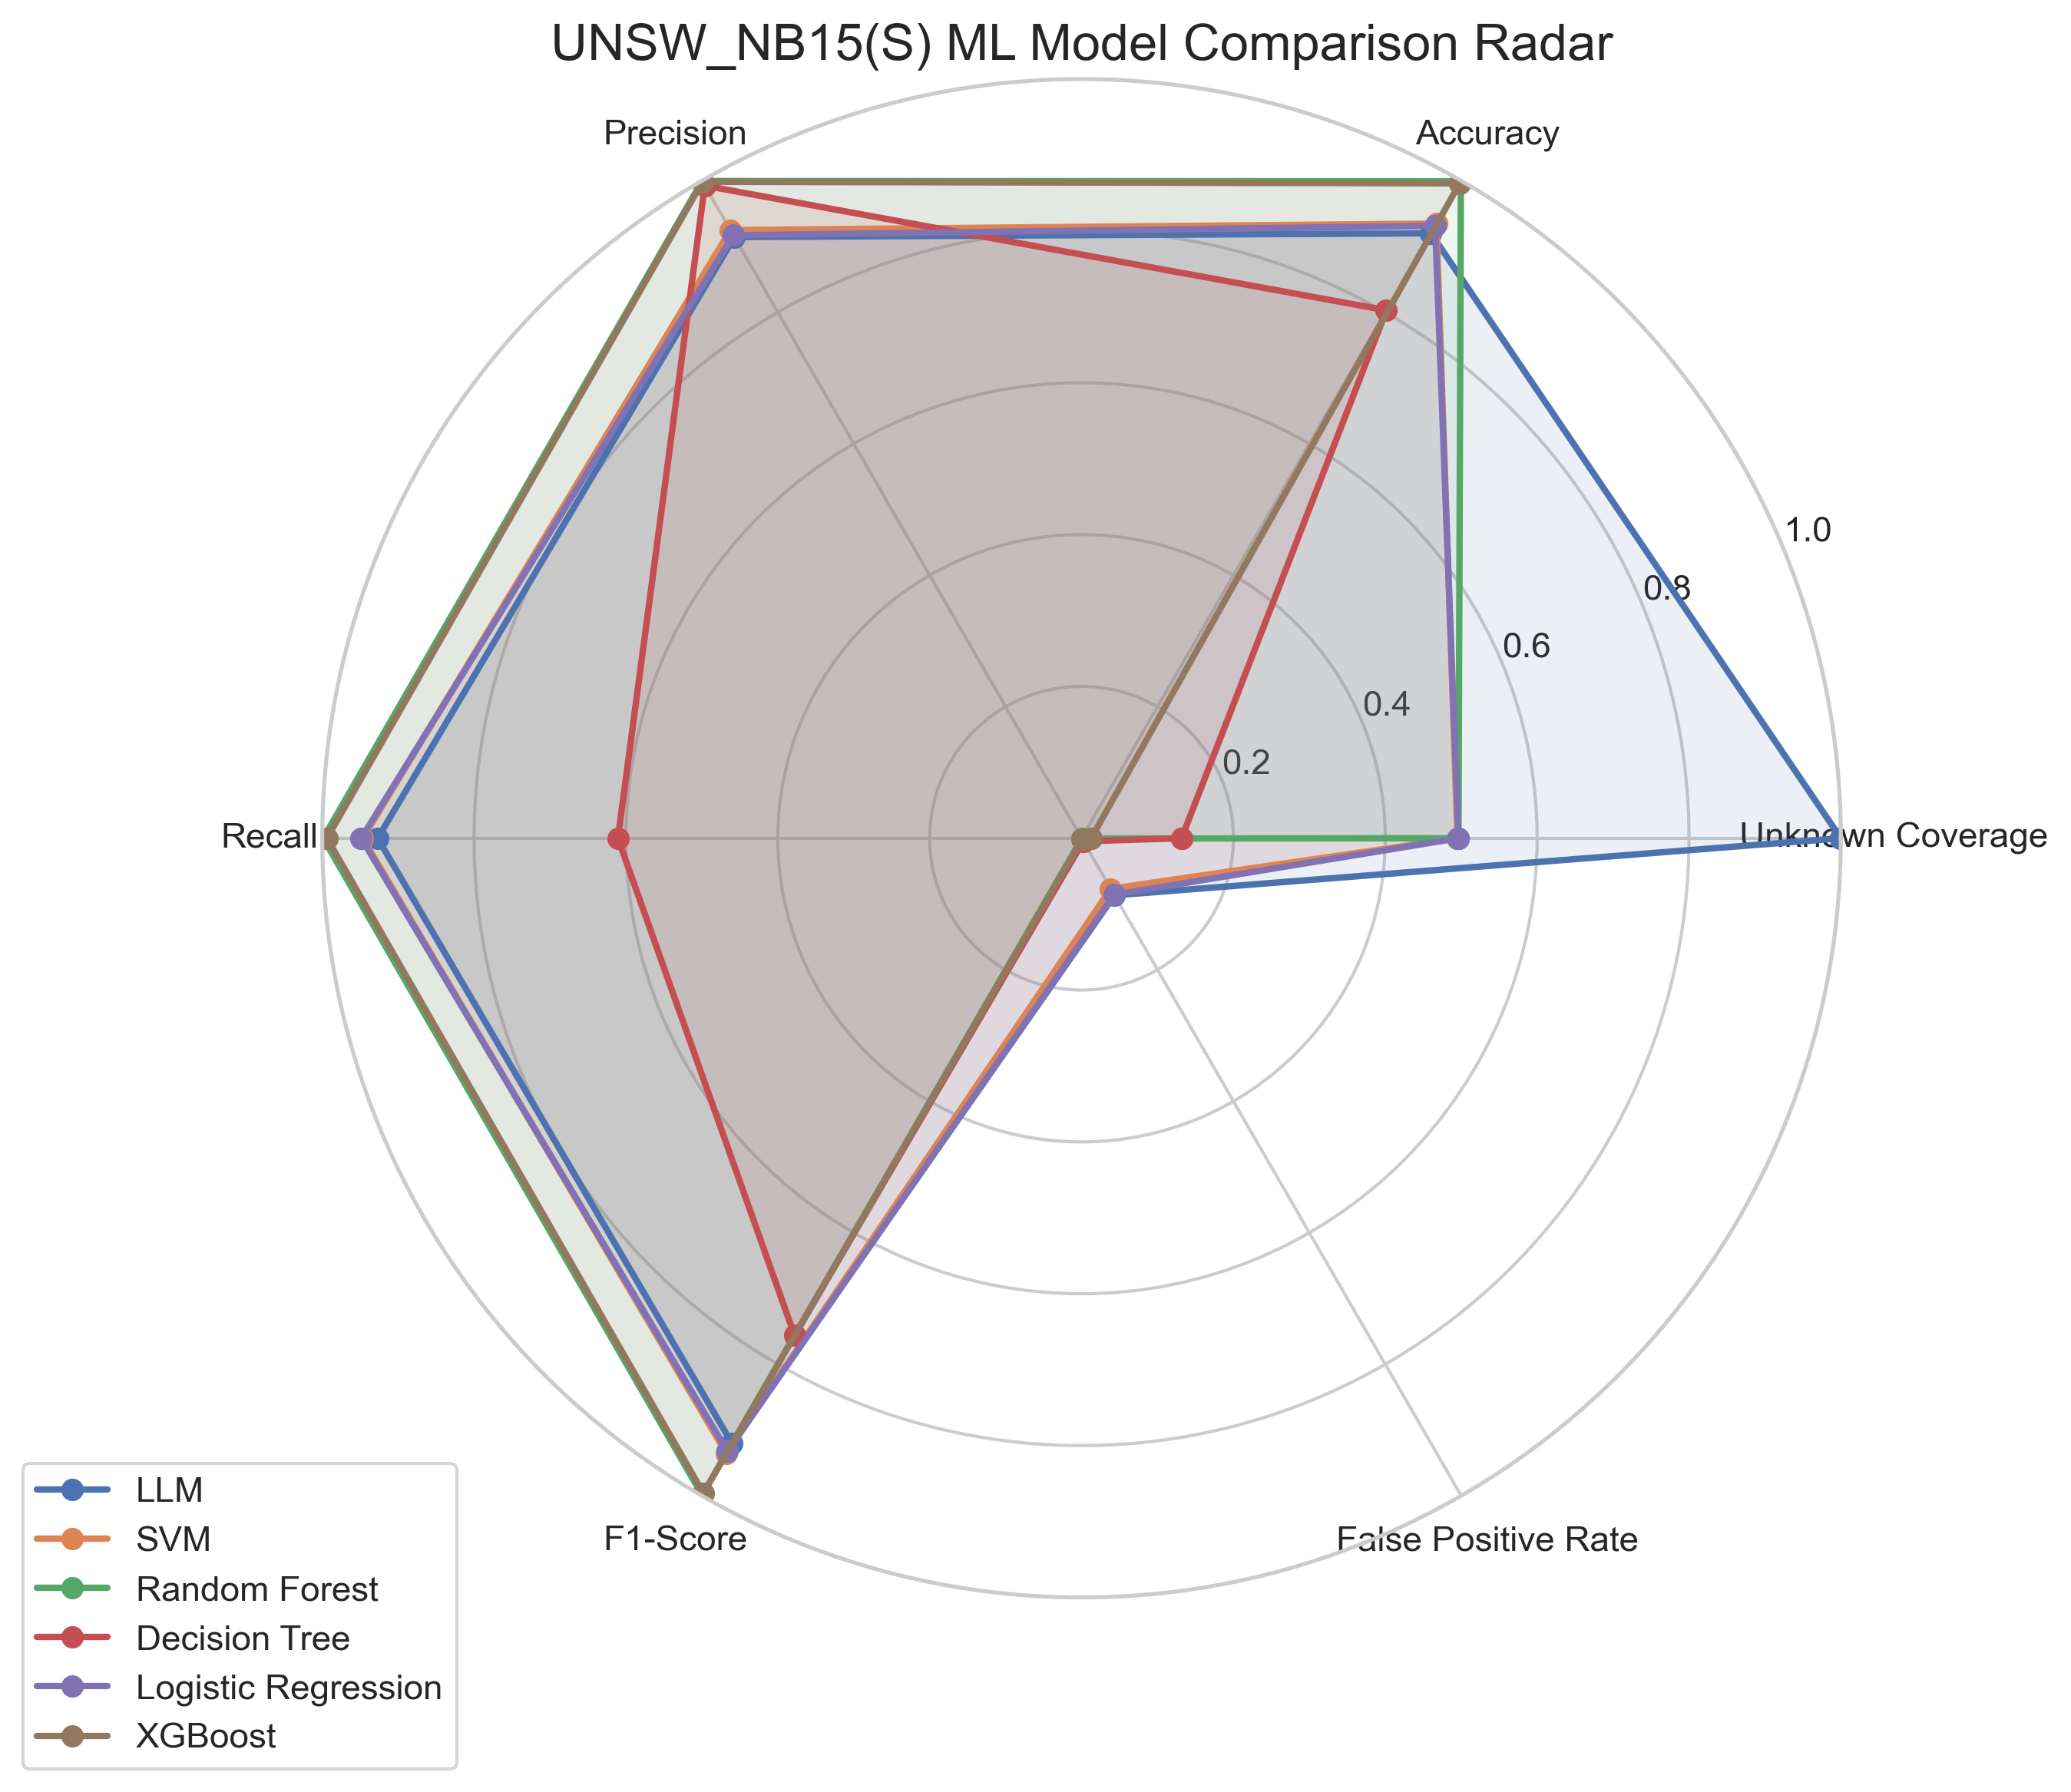 UNSW_NB15(S) ML Model Comparison Radar
Precision
Accuracy
1.0
0.8
0.6
0.4
0.2
Recall
Unknown Coverage
F1-Score
False Positive Rate
LLM
SVM
Random Forest
Decision Tree
Logistic Regression
XGBoost